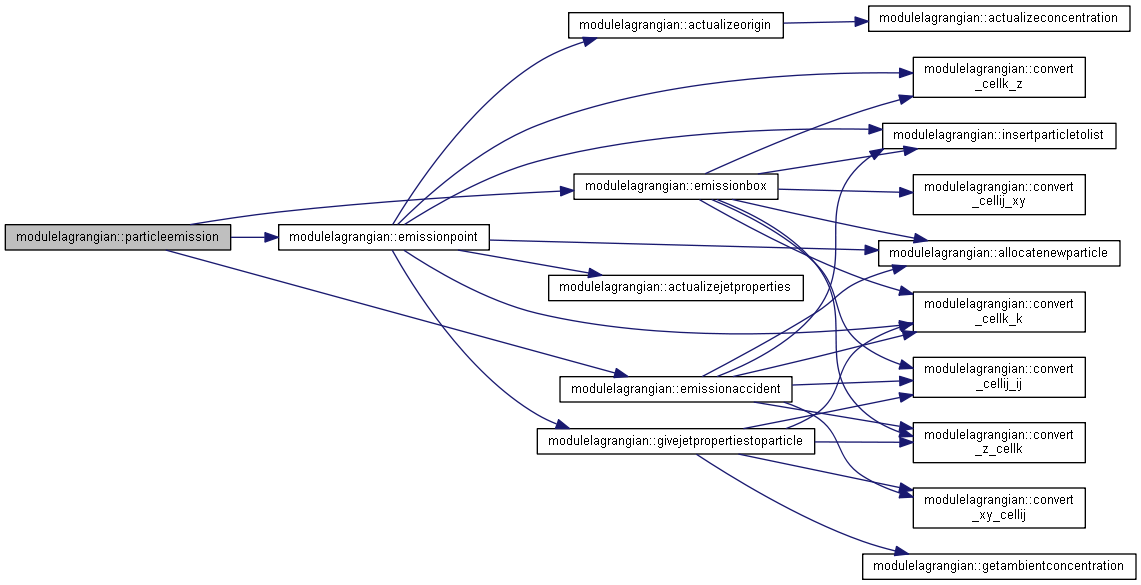 modulelagrangian::particleemission
modulelagrangian::emissionpoint
modulelagrangian::actualizeorigin
modulelagrangian::emissionbox
modulelagrangian::actualizejetproperties
modulelagrangian::emissionaccident
modulelagrangian::givejetpropertiestoparticle
modulelagrangian::actualizeconcentration
modulelagrangian::convert
_cellk_z
modulelagrangian::insertparticletolist
modulelagrangian::convert
_cellij_xy
modulelagrangian::allocatenewparticle
modulelagrangian::convert
_cellk_k
modulelagrangian::convert
_cellij_ij
modulelagrangian::convert
_z_cellk
modulelagrangian::convert
_xy_cellij
modulelagrangian::getambientconcentration